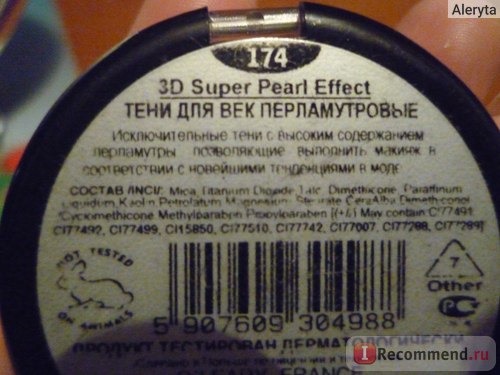 Aleryta
174
3D Super Pearl Effect
ТЕНИ ДЛЯ ВЕК ПЕРЛАМУТРОВЫЕ
Исключительные тени с высоким содержанием
перламутры позволяющие выполнить макияж в
соответствии с новейшими тенденциями в моде
СОСТАВ /INCI/: Mica, Titanium Dioxide, Talc, Dimethicone, Paraffinum
Liquidum, Kaolin Petrolatum Magnesium Stearate Cera Alba Dimethiconol
Cyclomethicone Methylparaben Propylparaben [(+/-) May contain CI77491
CI77492, CI77499, CI15850, CI77510, CI77742, CI77007, CI77288, CI77289]
NOT TESTED
ON ANIMALS
7
Other
5 907609 304988
ПРОДУКТ ТЕСТИРОВАН ДЕРМАТОЛОГИЧЕСКИ
FRANCE
I Recommend.ru